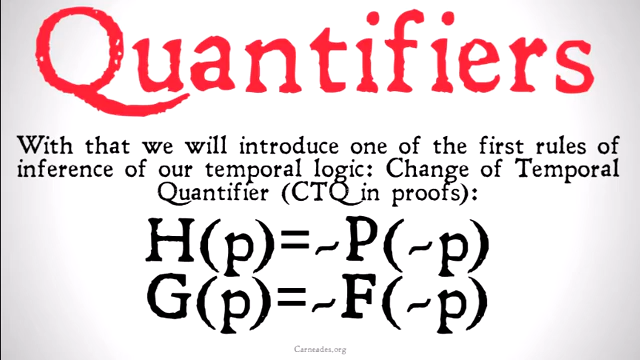 Quantifiers
With that we will introduce one of the first rules of
inference of our temporal logic: Change of Temporal
Quantifier (CTQ in proofs):
H(p)=~P(~p)
G(p)=~F(~p)
Carneades.org